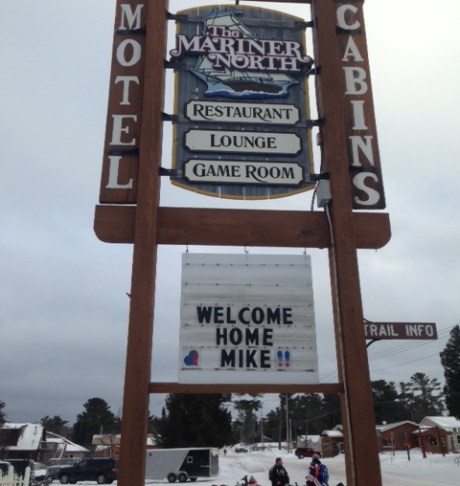 MOTEL
The
MARINER
NORTH
RESTAURANT
LOUNGE
GAME ROOM
CABINS
WELCOME
HOME
MIKE !!
TRAIL INFO